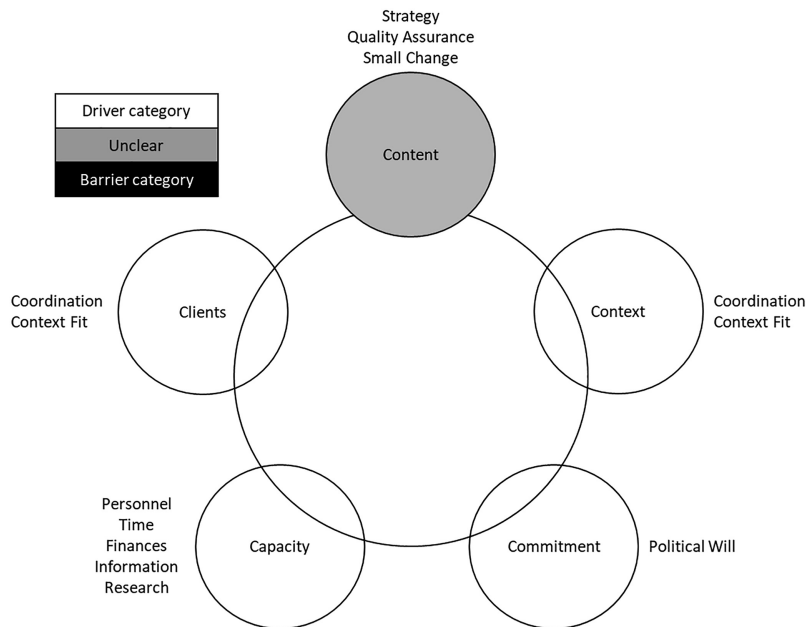 Strategy
Quality Assurance
Small Change
Driver category
Unclear
Barrier category
Content
Coordination
Context Fit
Clients
Context
Coordination
Context Fit
Personnel
Time
Finances
Information
Research
Capacity
Commitment
Political Will